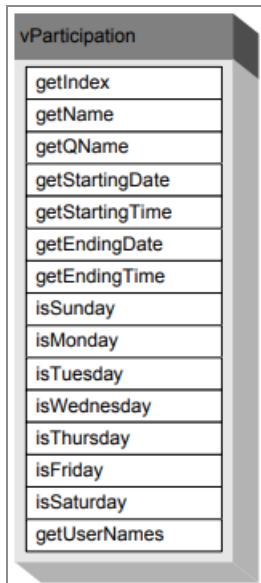 vParticipation
getIndex
getName
getQName
getStartingDate
getStartingTime
getEndingDate
getEndingTime
isSunday
isMonday
isTuesday
isWednesday
isThursday
isFriday
isSaturday
getUserNames